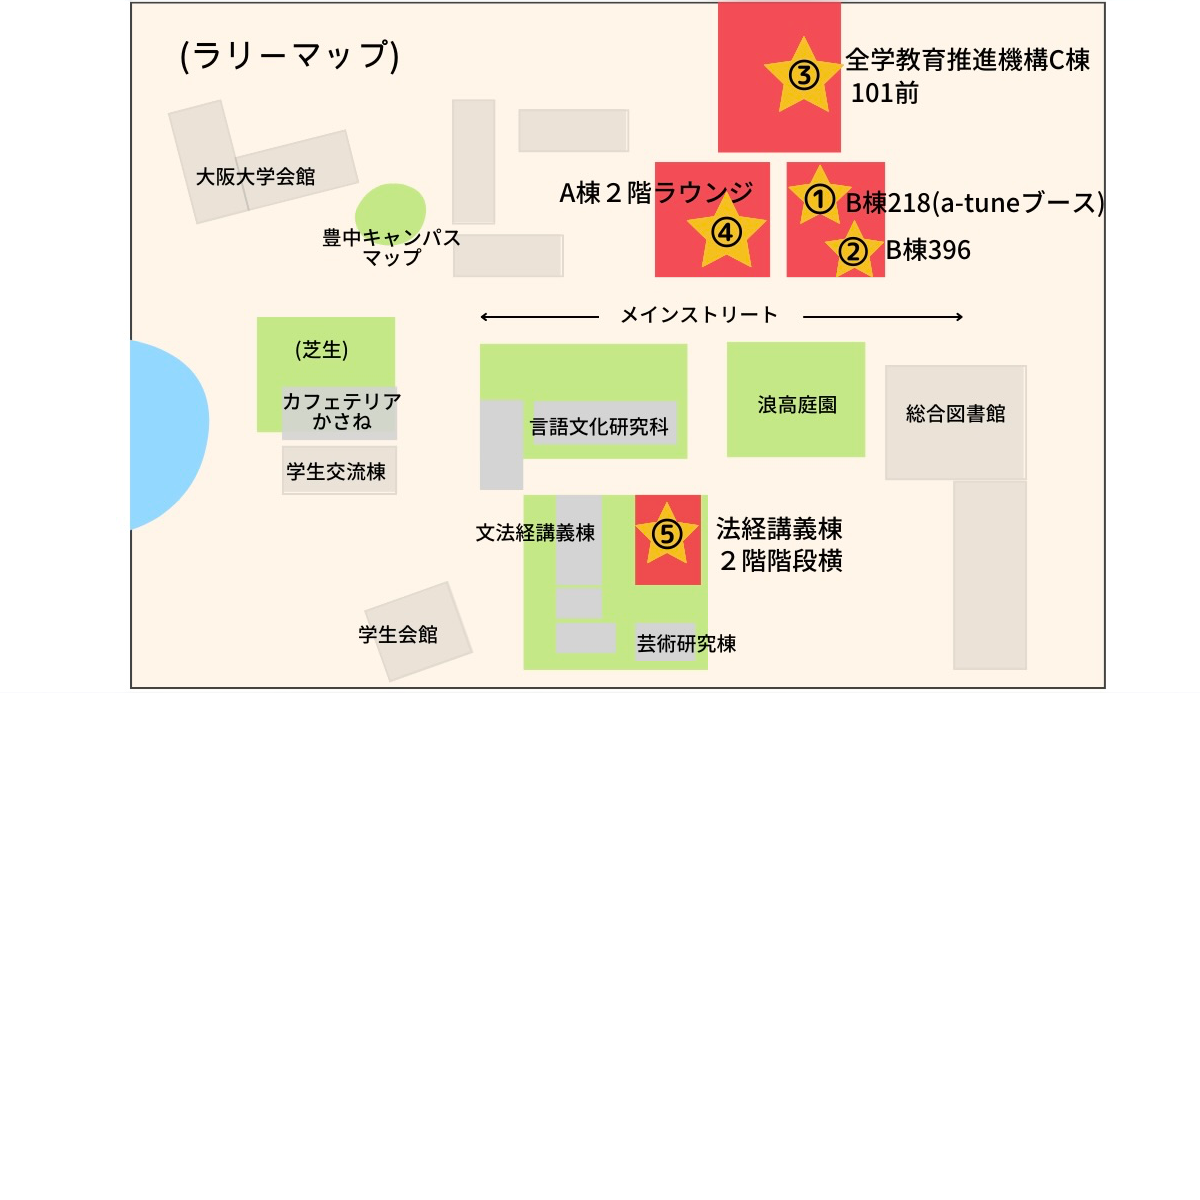 (ラリーマップ)
③
全学教育推進機構C棟
101前
大阪大学会館
A棟２階ラウンジ
④
①
B棟218(a-tuneブース)
②
B棟396
豊中キャンパス
マップ
メインストリート
(芝生)
カフェテリア
かさね
学生交流棟
言語文化研究科
浪高庭園
総合図書館
文法経講義棟
⑤
法経講義棟
２階階段横
学生会館
芸術研究棟